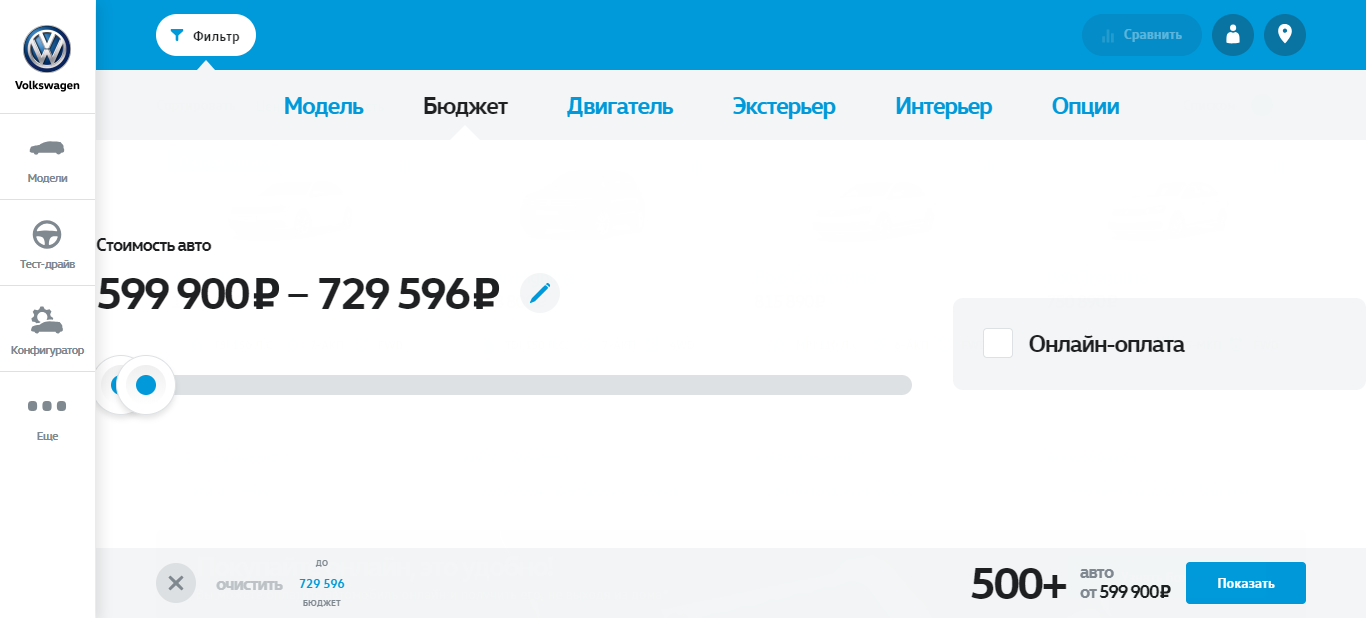 Фильтр
Сравнить
Volkswagen
Модель
Бюджет
Двигатель
Экстерьер
Интерьер
Опции
Модели
Тест-драйв
Конфигуратор
Еще
Стоимость авто
599 900 ₽ – 729 596 ₽
Онлайн-оплата
очистить
до
729 596
бюджет
500+
авто
от 599 900 ₽
Показать